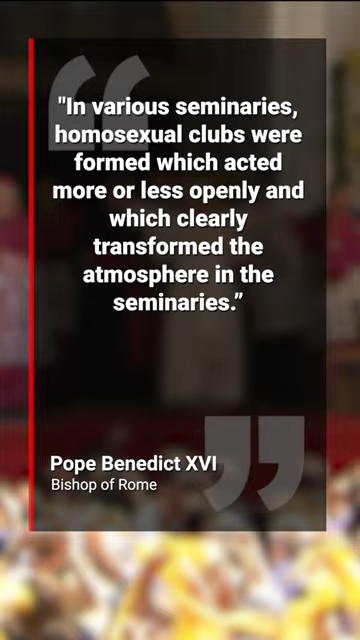 "In various seminaries,
homosexual clubs were
formed which acted
more or less openly and
which clearly
transformed the
atmosphere in the
seminaries.”
Pope Benedict XVI
Bishop of Rome